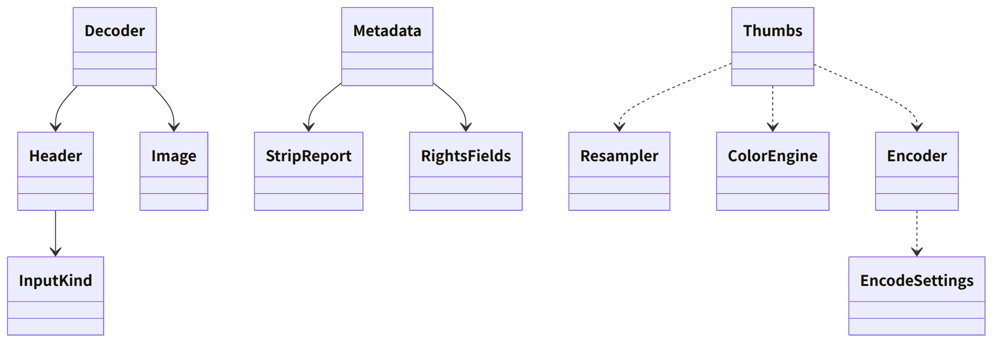 Decoder
Metadata
Thumbs
Header
Image
StripReport
RightsFields
Resampler
ColorEngine
Encoder
InputKind
EncodeSettings